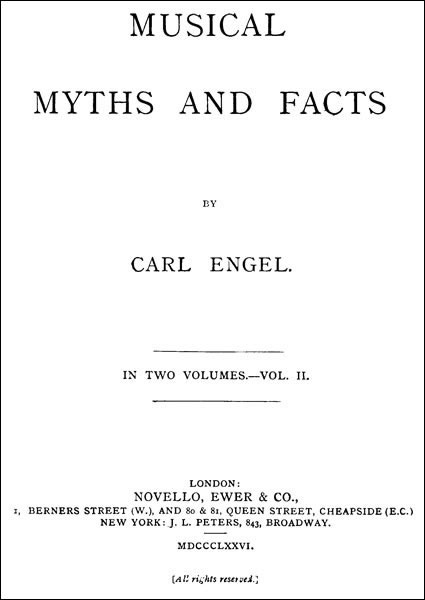 MUSICAL
MYTHS AND FACTS
BY
CARL ENGEL.
IN TWO VOLUMES.—VOL. II.
LONDON:
NOVELLO, EWER & CO.,
1, BERNERS STREET (W.), AND 80 & 81, QUEEN STREET, CHEAPSIDE (E.C.)
NEW YORK: J. L. PETERS, 843, BROADWAY.
MDCCCLXXVI.
[All rights reserved.]